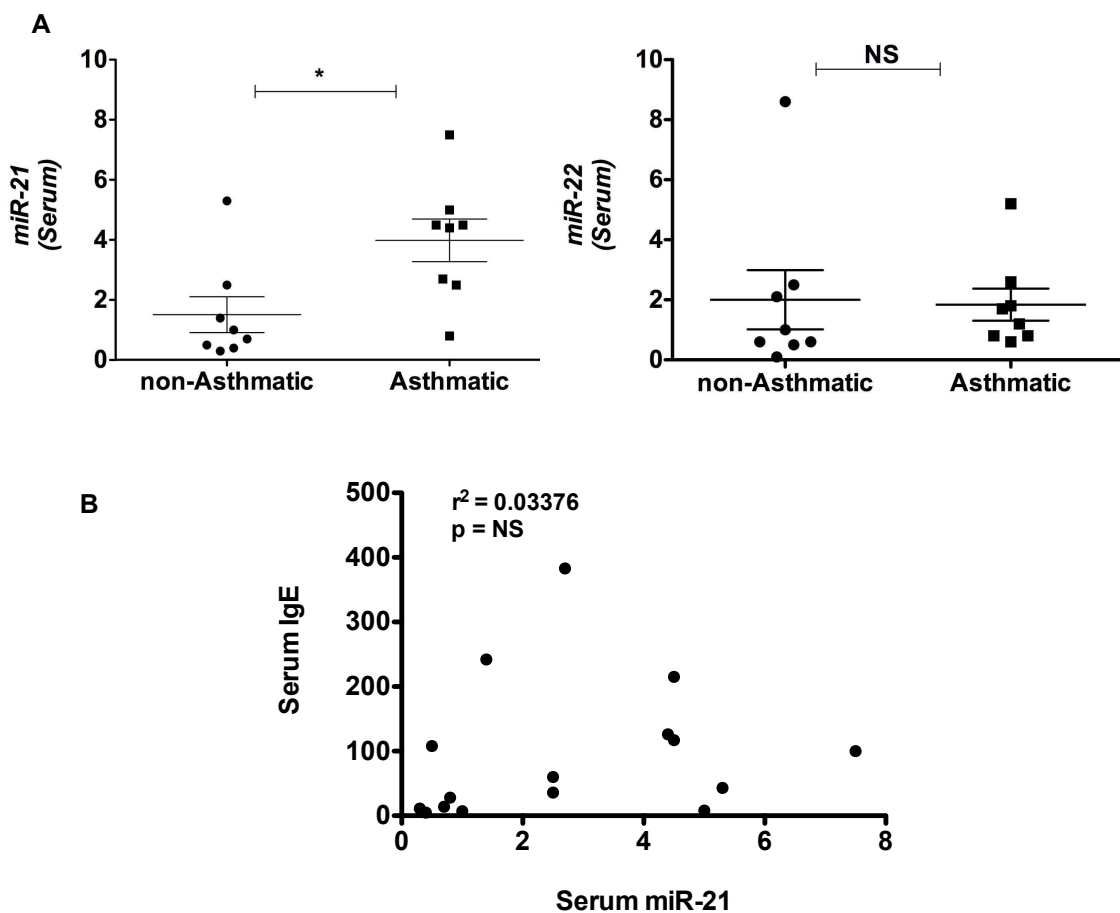 A
10
8
6
4
2
0
miR-21
(Serum)
*
non-Asthmatic
Asthmatic
10
8
6
4
2
0
miR-22
(Serum)
NS
non-Asthmatic
Asthmatic
B
500
400
300
200
100
0
Serum IgE
r² = 0.03376
p = NS
0 2 4 6 8
Serum miR-21